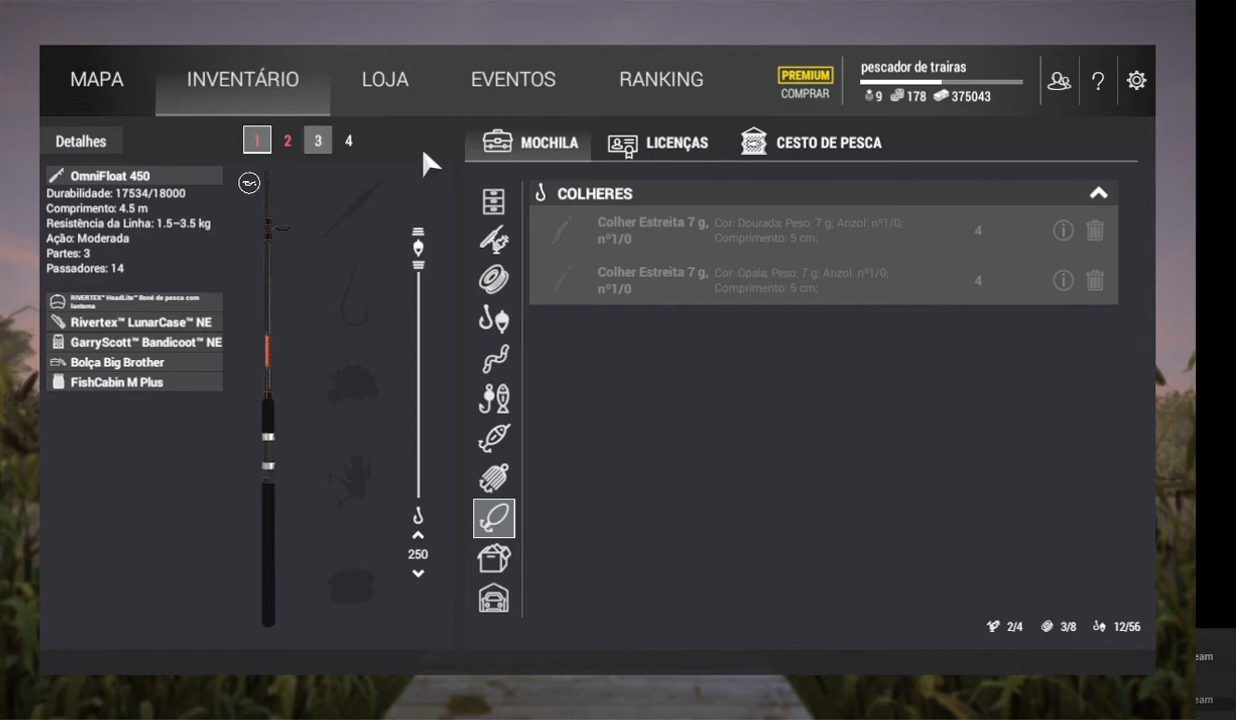 MAPA
INVENTÁRIO
LOJA
EVENTOS
RANKING
PREMIUM
COMPRAR
pescador de trairas
9 178 375043
?
Detalhes
1 2 3 4
MOCHILA
LICENÇAS
CESTO DE PESCA
OmniFloat 450
Durabilidade: 17534/18000
Comprimento: 4.5 m
Resistência da Linha: 1.5–3.5 kg
Ação: Moderada
Partes: 3
Passadores: 14
RIVERTEX™ HeadLite™ Boné de pesca com
lanterna
Rivertex™ LunarCase™ NE
GarryScott™ Bandicoot™ NE
Bolça Big Brother
FishCabin M Plus
250
COLHERES
Colher Estreita 7 g,
nº1/0
Cor: Dourada; Peso: 7 g; Anzol: nº1/0;
Comprimento: 5 cm;
4
Colher Estreita 7 g,
nº1/0
Cor: Opala; Peso: 7 g; Anzol: nº1/0;
Comprimento: 5 cm;
4
2/4
3/8
12/56
eam
eam